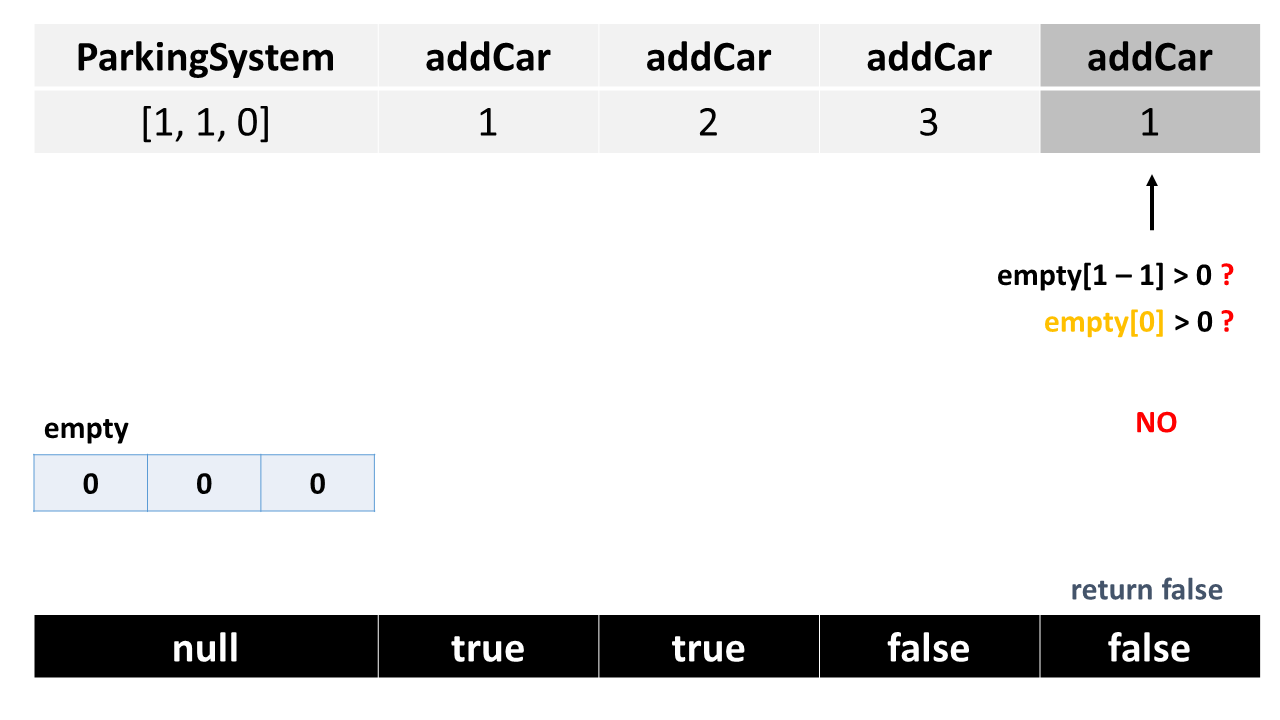 ParkingSystem addCar addCar addCar addCar
[1, 1, 0] 1 2 3 1
empty[1 – 1] > 0 ?
empty[0] > 0 ?
NO
empty
0 0 0
return false
null true true false false